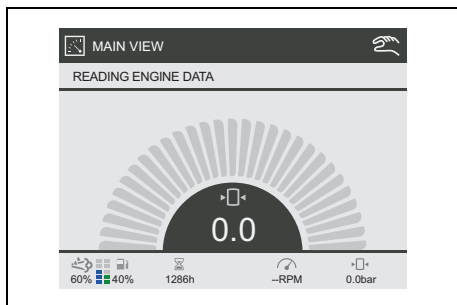 MAIN VIEW
READING ENGINE DATA
0.0
60% 40% 1286h --RPM 0.0bar